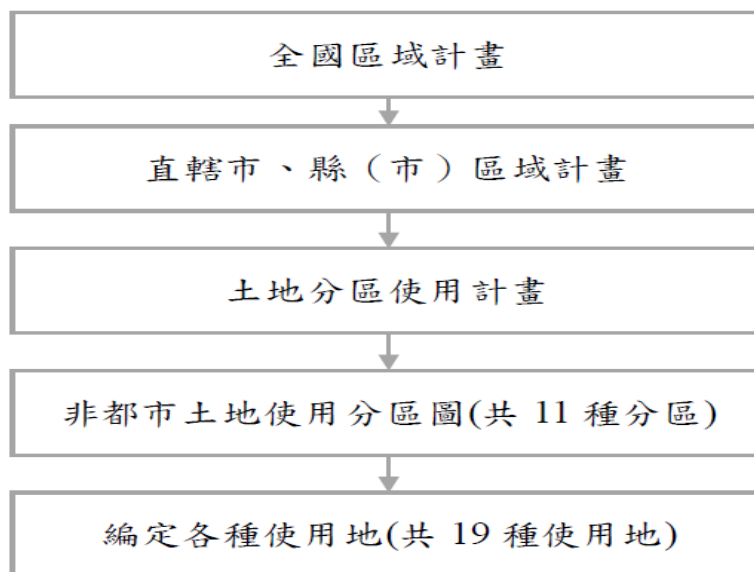 全國區域計畫
直轄市、縣（市）區域計畫
土地分區使用計畫
非都市土地使用分區圖(共 11 種分區)
編定各種使用地(共 19 種使用地)